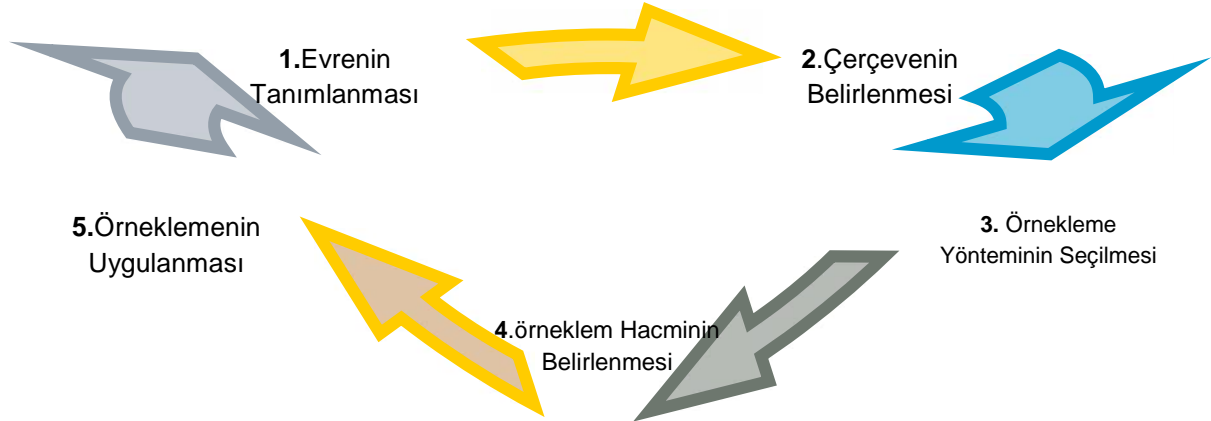 1.Evrenin
Tanımlanması
2.Çerçevenin
Belirlenmesi
3. Örnekleme
Yönteminin Seçilmesi
4.örneklem Hacminin
Belirlenmesi
5.Örneklemenin
Uygulanması